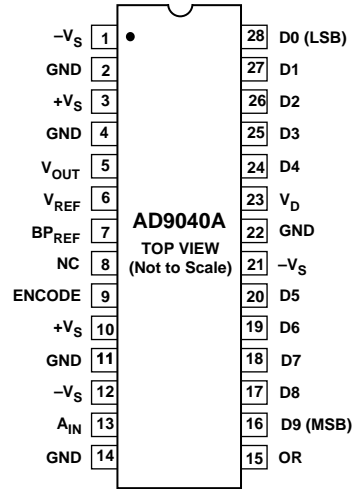 –VS 1 28 D0 (LSB)
GND 2 27 D1
+VS 3 26 D2
GND 4 25 D3
VOUT 5 24 D4
VREF 6 23 VD
BPREF 7 AD9040A 22 GND
TOP VIEW
NC 8 (Not to Scale) 21 –VS
ENCODE 9 20 D5
+VS 10 19 D6
GND 11 18 D7
–VS 12 17 D8
AIN 13 16 D9 (MSB)
GND 14 15 OR